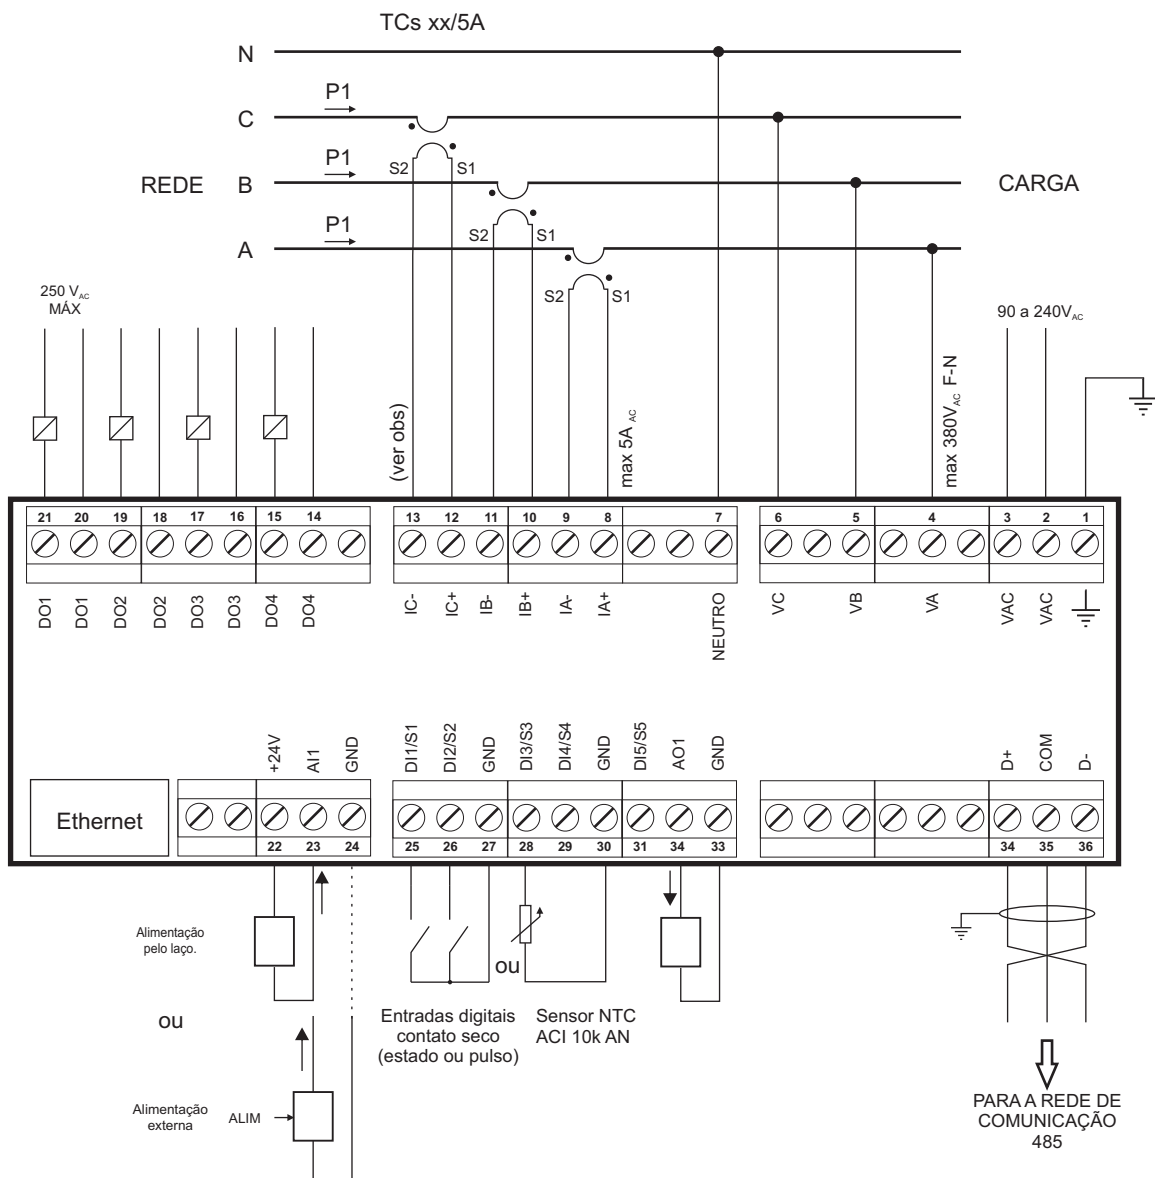 TCs xx/5A
N
P1
C
S2 S1
P1
REDE B CARGA
S2 S1
P1
A
S2 S1
250 VAC
MÁX
90 a 240VAC
(ver obs)
max 5A AC
max 380VAC F-N
21 20 19 18 17 16 15 14 13 12 11 10 9 8 7 6 5 4 3 2 1
DO1 DO1 DO2 DO2 DO3 DO3 DO4 DO4 IC- IC+ IB- IB+ IA- IA+ NEUTRO VC VB VA VAC VAC
+24V AI1 GND DI1/S1 DI2/S2 GND DI3/S3 DI4/S4 GND DI5/S5 AO1 GND D+ COM D-
Ethernet
22 23 24 25 26 27 28 29 30 31 34 33 34 35 36
Alimentação
pelo laço.
ou
ou
Entradas digitais
contato seco
(estado ou pulso)
Sensor NTC
ACI 10k AN
Alimentação
externa
ALIM
PARA A REDE DE
COMUNICAÇÃO
485